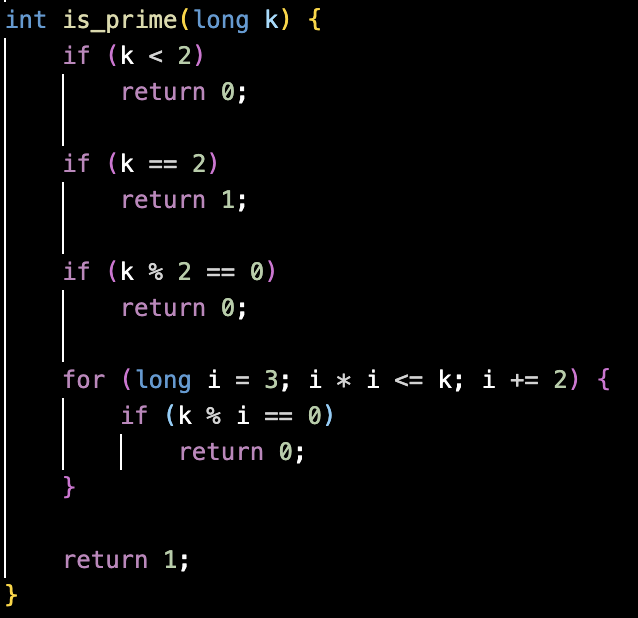 int is_prime(long k) {
    if (k < 2)
        return 0;

    if (k == 2)
        return 1;

    if (k % 2 == 0)
        return 0;

    for (long i = 3; i * i <= k; i += 2) {
        if (k % i == 0)
            return 0;
    }

    return 1;
}